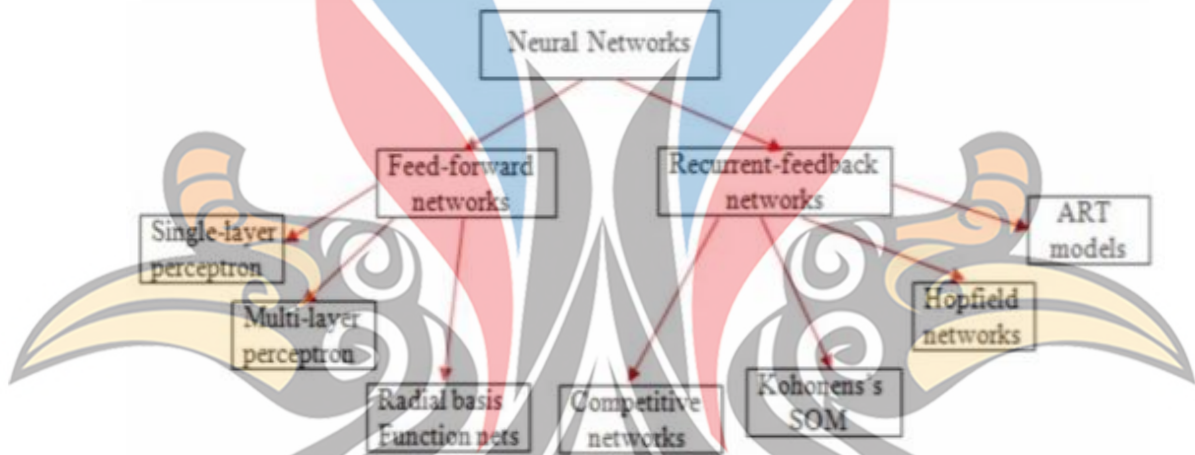 Neural Networks
Feed-forward
networks
Recurrent-feedback
networks
Single-layer
perceptron
Multi-layer
perceptron
Radial basis
Function nets
Competitive
networks
Kohonens's
SOM
Hopfield
networks
ART
models